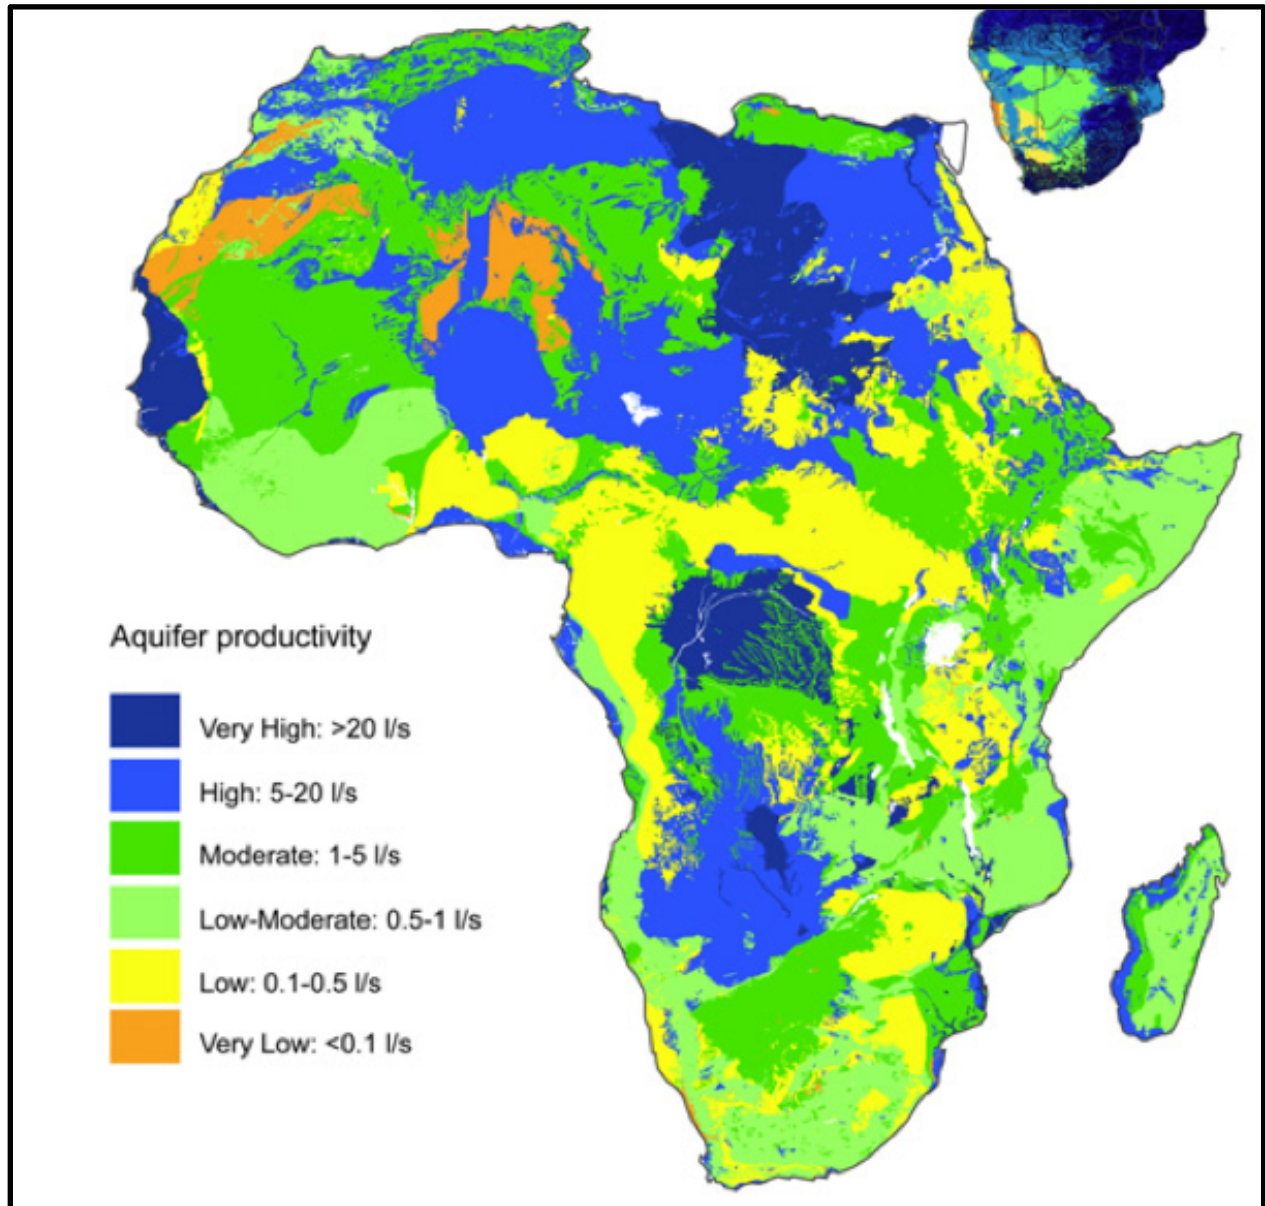 Aquifer productivity
Very High: >20 l/s
High: 5-20 l/s
Moderate: 1-5 l/s
Low-Moderate: 0.5-1 l/s
Low: 0.1-0.5 l/s
Very Low: <0.1 l/s